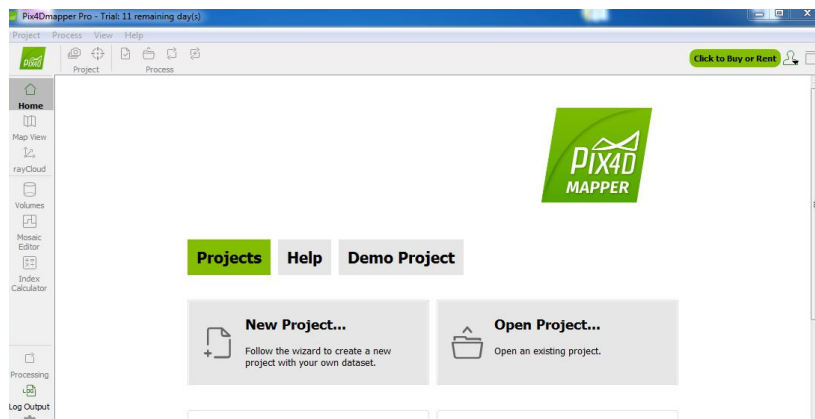 Pix4Dmapper Pro - Trial: 11 remaining day(s)
Project Process View Help
PIX4D
Project Process
Click to Buy or Rent
Home
Map View
rayCloud
Volumes
Mosaic
Editor
Index
Calculator
Processing
Log Output
PIX4D
MAPPER
Projects Help Demo Project
New Project...
Follow the wizard to create a new
project with your own dataset.
Open Project...
Open an existing project.